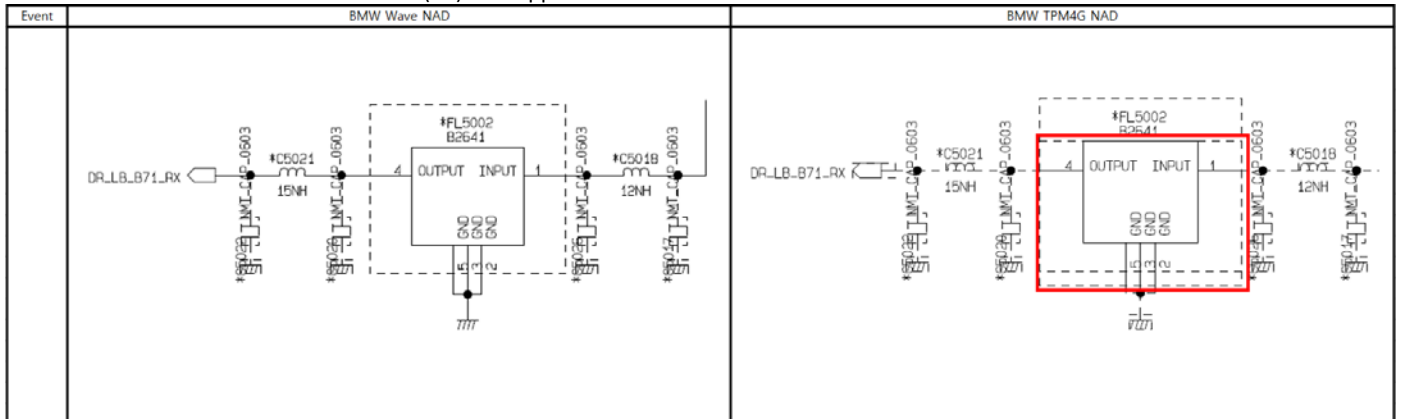 Event
BMW Wave NAD
BMW TPM4G NAD
*FL5002
B2641
*C5021
15NH
DR_LB_B71_RX
4
OUTPUT
INPUT
1
GND
GND
GND
5
3
2
*C5018
12NH
NMI_CAP_0603
NMI_CAP_0603
NMI_CAP_0603
NMI_CAP_0603
*FL5002
B2641
*C5021
15NH
DR_LB_B71_RX
4
OUTPUT
INPUT
1
GND
GND
GND
5
3
2
*C5018
12NH
NMI_CAP_0603
NMI_CAP_0603
NMI_CAP_0603
NMI_CAP_0603